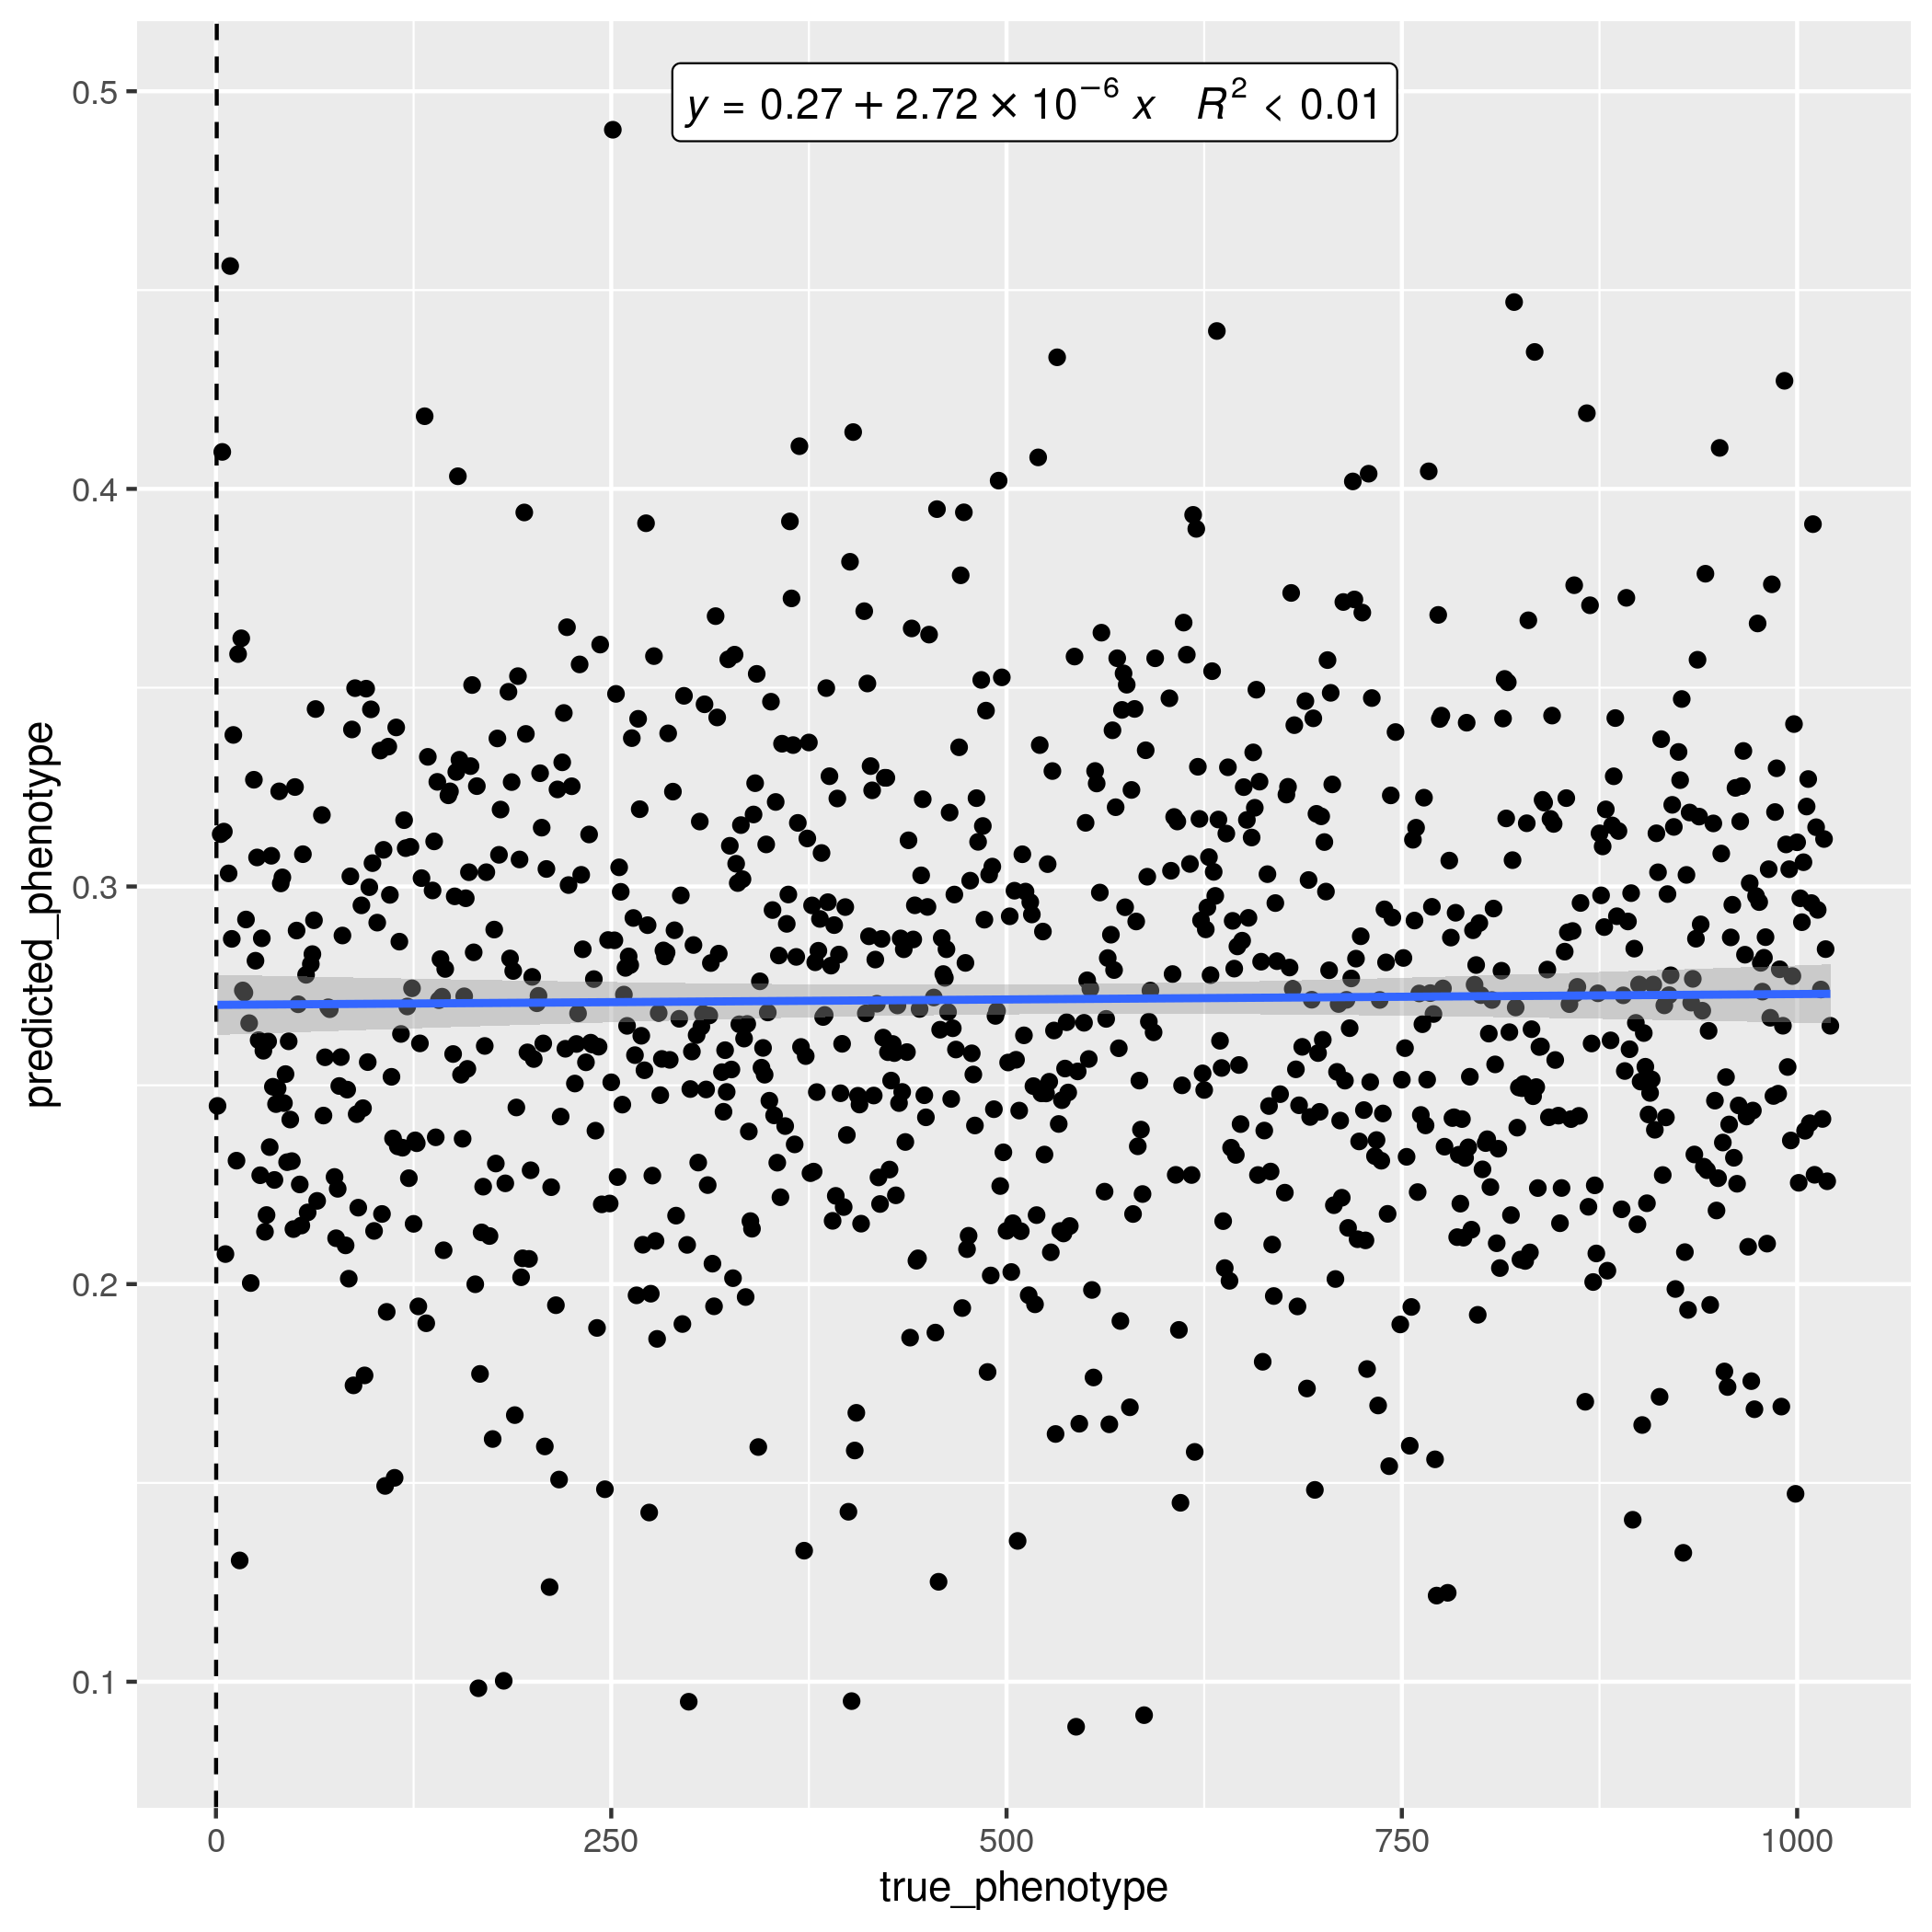 y = 0.27 + 2.72 × 10⁻⁶ x R² < 0.01
0.5
0.4
0.3
0.2
0.1
predicted_phenotype
0 250 500 750 1000
true_phenotype